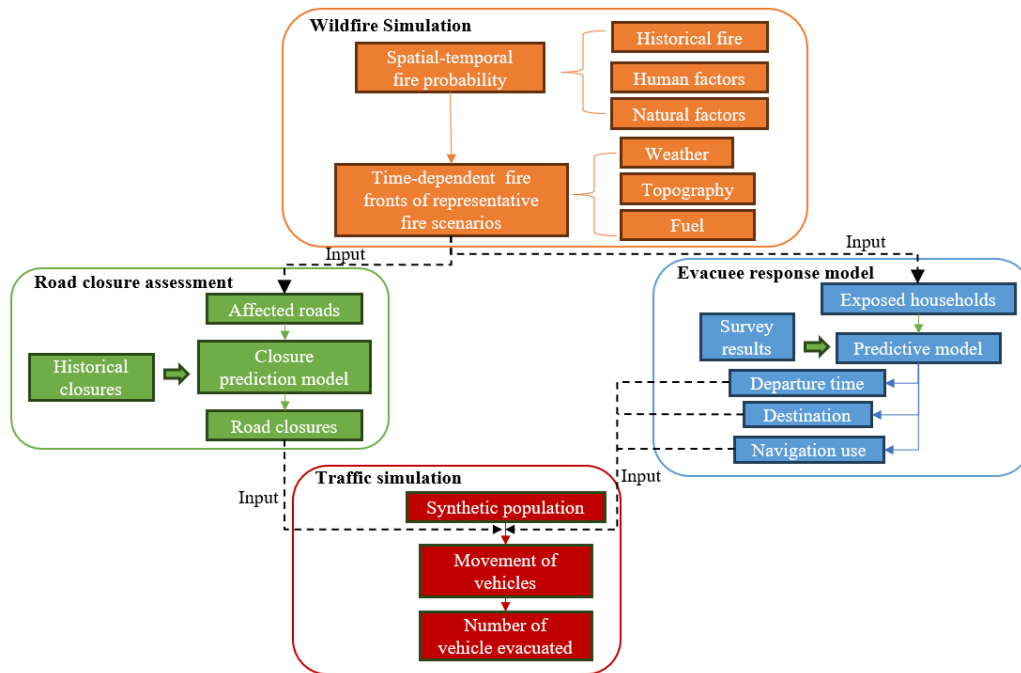 Wildfire Simulation
Spatial-temporal
fire probability
Historical fire
Human factors
Natural factors
Time-dependent fire
fronts of representative
fire scenarios
Weather
Topography
Fuel
Input
Input
Road closure assessment
Affected roads
Historical
closures
Closure
prediction model
Road closures
Evacuee response model
Exposed households
Survey
results
Predictive model
Departure time
Destination
Navigation use
Input
Input
Traffic simulation
Synthetic population
Movement of
vehicles
Number of
vehicle evacuated